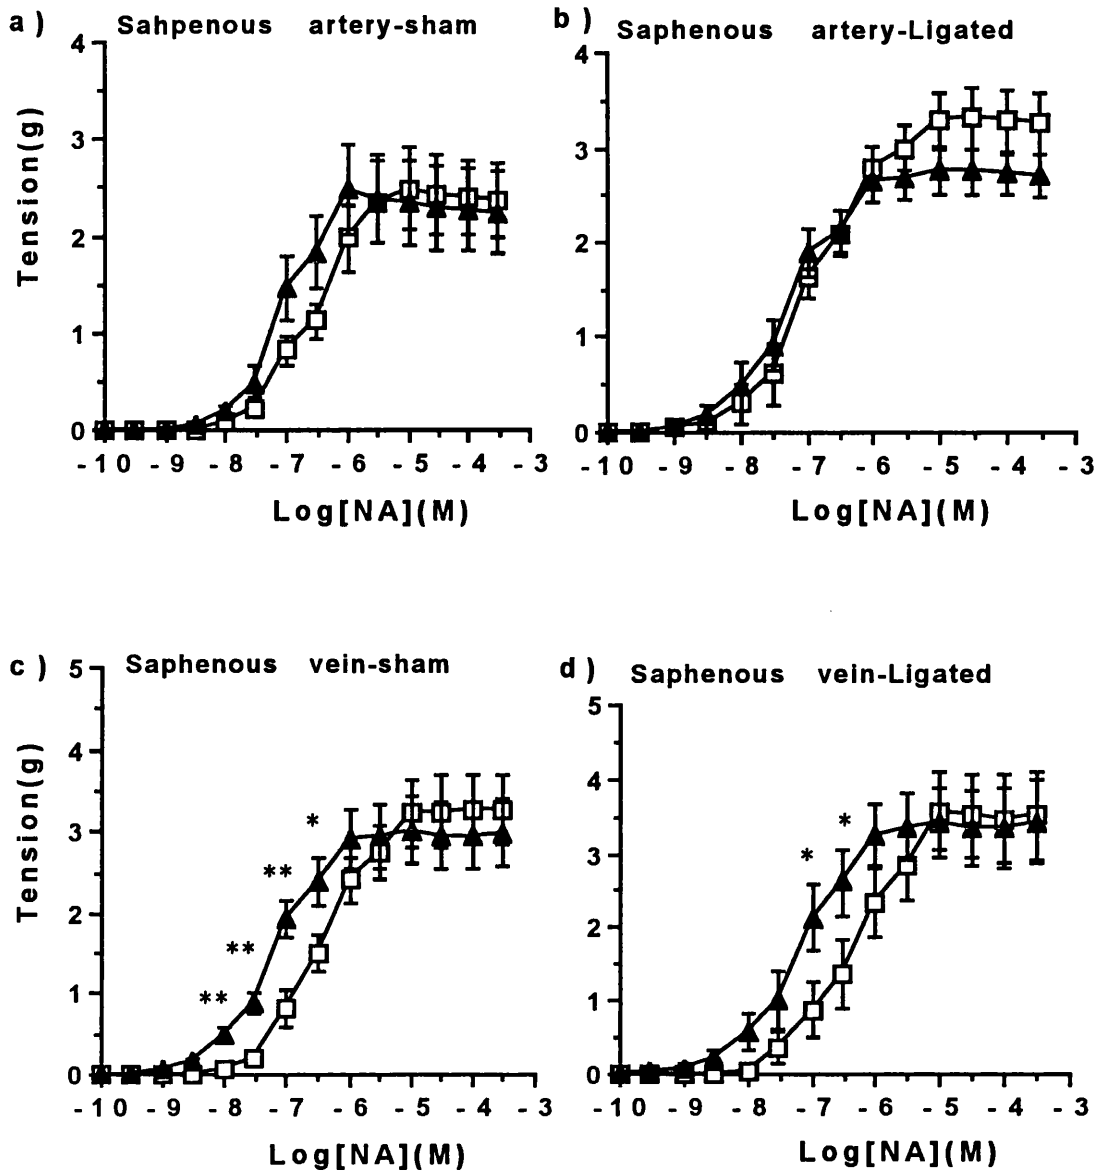 a ) Sahpenous artery-sham
4
3
2
1
0
Tension(g)
-10 -9 -8 -7 -6 -5 -4 -3
Log[NA](M)
b ) Saphenous artery-Ligated
4
3
2
1
0
-10 -9 -8 -7 -6 -5 -4 -3
Log[NA](M)
c ) Saphenous vein-sham
5
4
3
2
1
0
Tension(g)
*
**
**
**
-10 -9 -8 -7 -6 -5 -4 -3
Log[NA](M)
d ) Saphenous vein-Ligated
5
4
3
2
1
0
*
*
-10 -9 -8 -7 -6 -5 -4 -3
Log[NA](M)